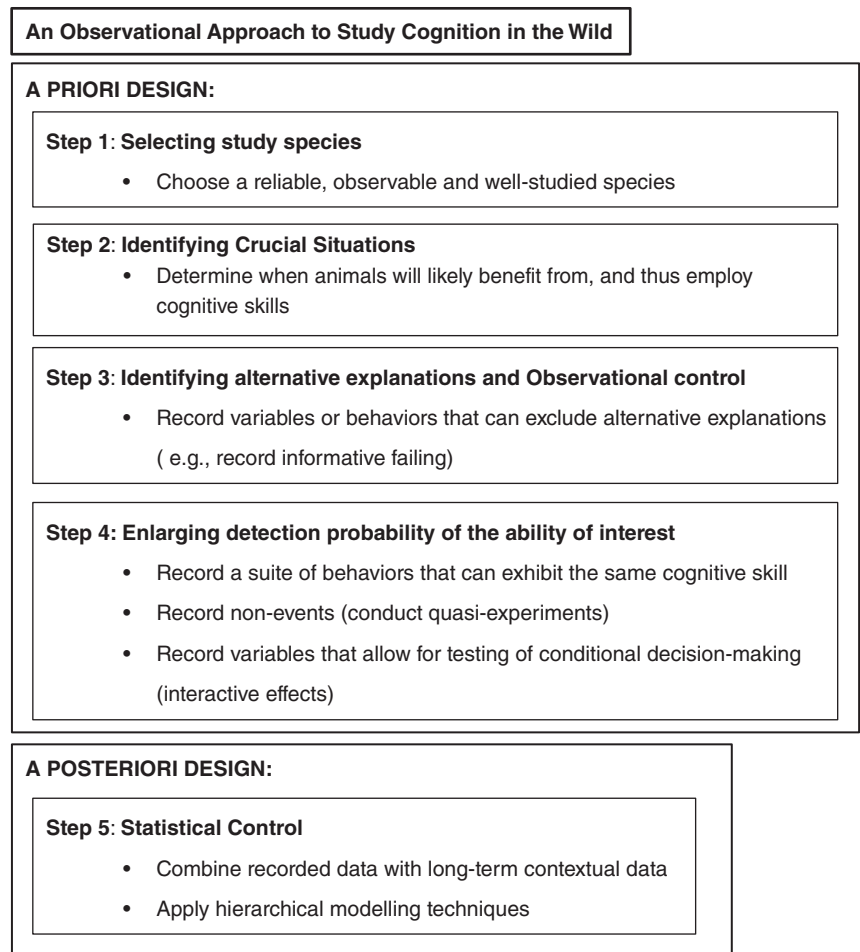 An Observational Approach to Study Cognition in the Wild
A PRIORI DESIGN:
Step 1: Selecting study species
• Choose a reliable, observable and well-studied species
Step 2: Identifying Crucial Situations
• Determine when animals will likely benefit from, and thus employ
cognitive skills
Step 3: Identifying alternative explanations and Observational control
• Record variables or behaviors that can exclude alternative explanations
( e.g., record informative failing)
Step 4: Enlarging detection probability of the ability of interest
• Record a suite of behaviors that can exhibit the same cognitive skill
• Record non-events (conduct quasi-experiments)
• Record variables that allow for testing of conditional decision-making
(interactive effects)
A POSTERIORI DESIGN:
Step 5: Statistical Control
• Combine recorded data with long-term contextual data
• Apply hierarchical modelling techniques